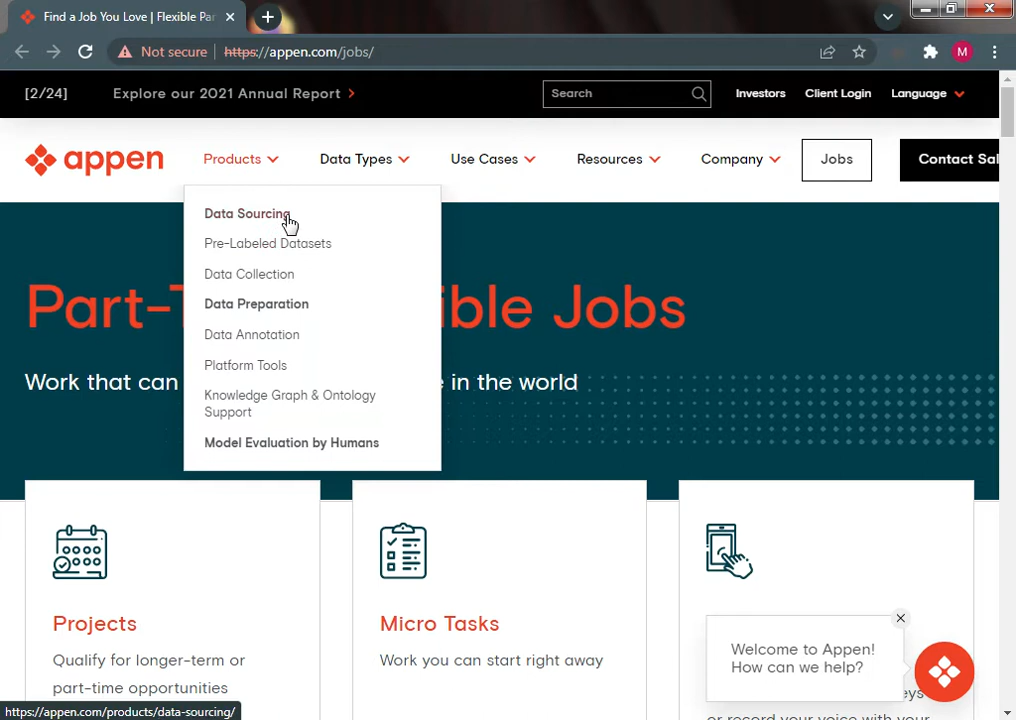 Find a Job You Love | Flexible Par
Not secure https://appen.com/jobs/
M
[2/24] Explore our 2021 Annual Report > Search Investors Client Login Language
appen Products Data Types Use Cases Resources Company Jobs Contact Sal
Data Sourcing
Pre-Labeled Datasets
Data Collection
Data Preparation
Data Annotation
Platform Tools
Knowledge Graph & Ontology
Support
Model Evaluation by Humans
Part- ible Jobs
Work that can e in the world
Projects
Qualify for longer-term or
part-time opportunities
Micro Tasks
Work you can start right away
Welcome to Appen!
How can we help?
https://appen.com/products/data-sourcing/